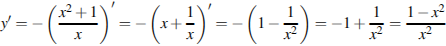 y′ = −(x²+1/x)′ = −(x+1/x)′ = −(1−1/x²) = −1+1/x² = 1−x²/x²